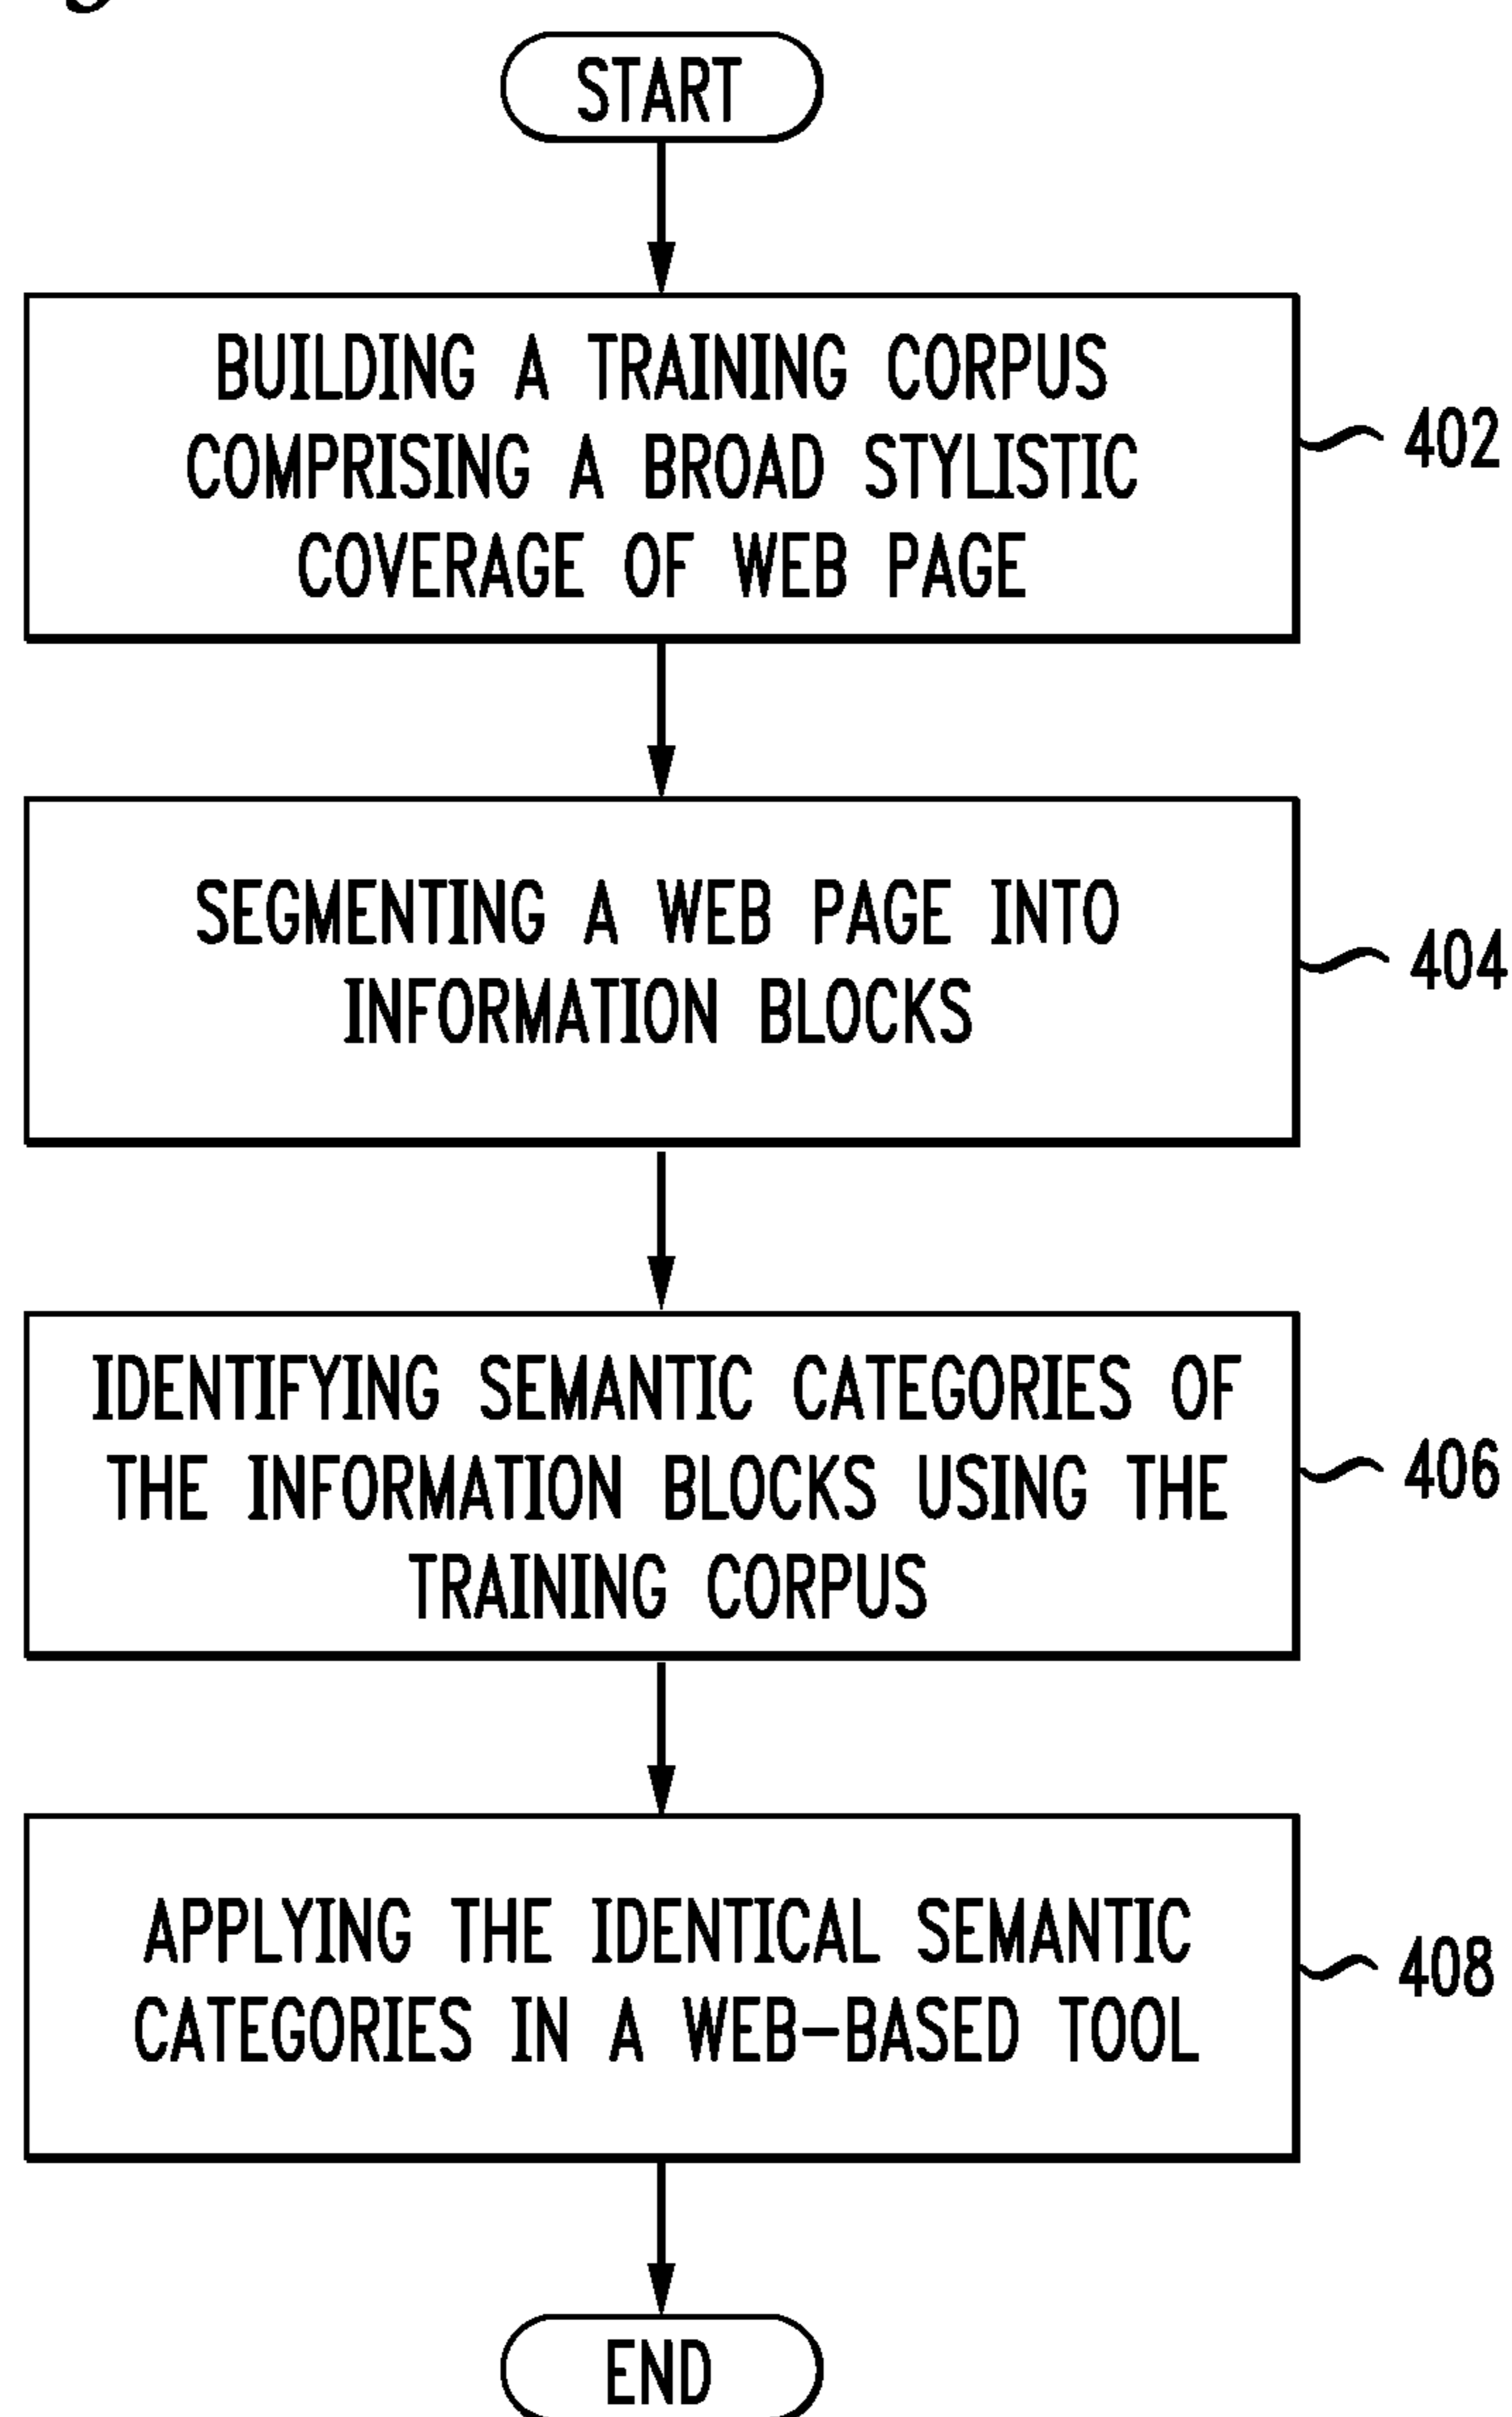 START
BUILDING A TRAINING CORPUS
COMPRISING A BROAD STYLISTIC
COVERAGE OF WEB PAGE
402
SEGMENTING A WEB PAGE INTO
INFORMATION BLOCKS
404
IDENTIFYING SEMANTIC CATEGORIES OF
THE INFORMATION BLOCKS USING THE
TRAINING CORPUS
406
APPLYING THE IDENTICAL SEMANTIC
CATEGORIES IN A WEB-BASED TOOL
408
END